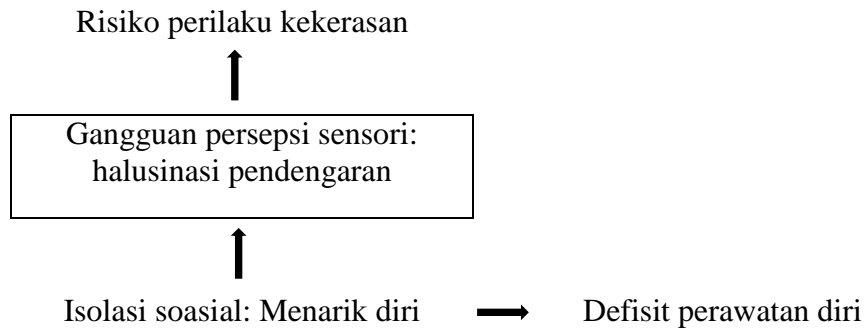 Risiko perilaku kekerasan
Gangguan persepsi sensori:
halusinasi pendengaran
Isolasi soasial: Menarik diri
Defisit perawatan diri